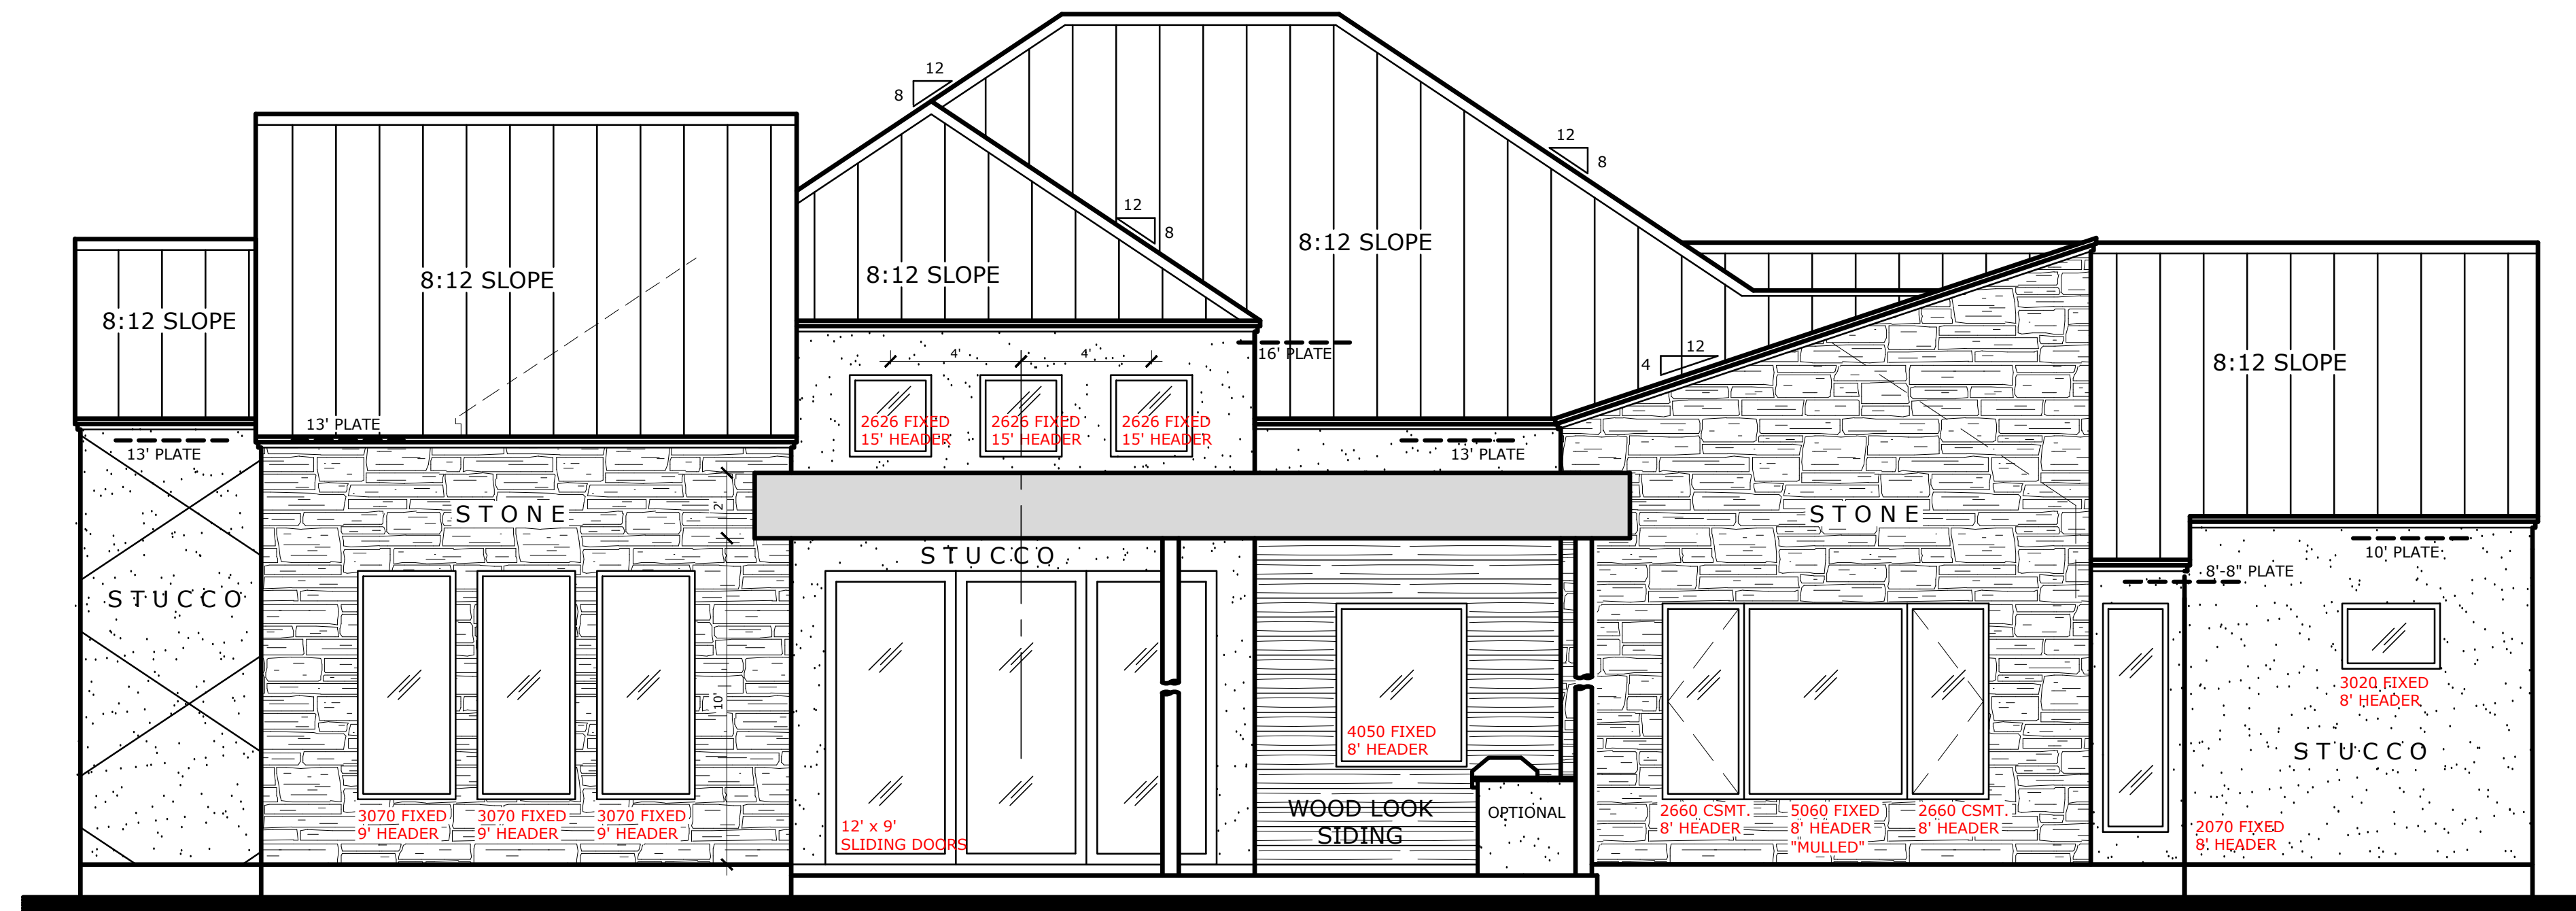 12
8
12
8
12
8
8:12 SLOPE
8:12 SLOPE
8:12 SLOPE
8:12 SLOPE
8:12 SLOPE
12
4
4'
4'
16' PLATE
13' PLATE
13' PLATE
13' PLATE
2626 FIXED
15' HEADER
2626 FIXED
15' HEADER
2626 FIXED
15' HEADER
2'
10'
STONE
STONE
STUCCO
STUCCO
10' PLATE
8'-8" PLATE
3020 FIXED
8' HEADER
STUCCO
4050 FIXED
8' HEADER
WOOD LOOK
SIDING
OPTIONAL
3070 FIXED
9' HEADER
3070 FIXED
9' HEADER
3070 FIXED
9' HEADER
12' x 9'
SLIDING DOORS
2660 CSMT.
8' HEADER
5060 FIXED
8' HEADER
"MULLED"
2660 CSMT.
8' HEADER
2070 FIXED
8' HEADER